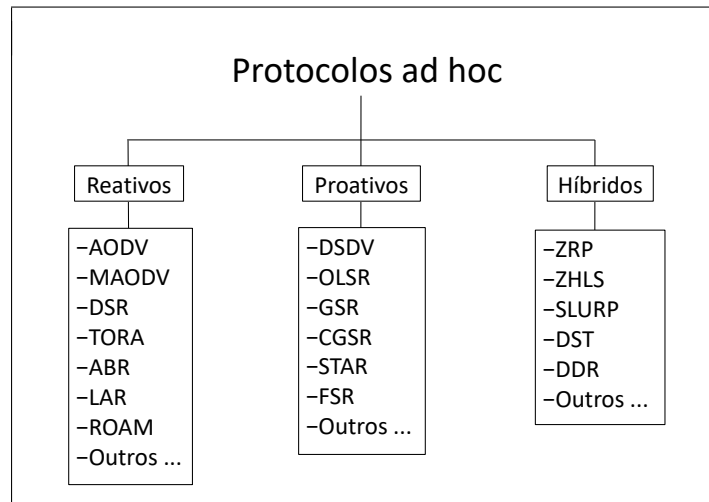 Protocolos ad hoc
Reativos
Proativos
Híbridos
–AODV
–MAODV
–DSR
–TORA
–ABR
–LAR
–ROAM
–Outros ...
–DSDV
–OLSR
–GSR
–CGSR
–STAR
–FSR
–Outros ...
–ZRP
–ZHLS
–SLURP
–DST
–DDR
–Outros ...